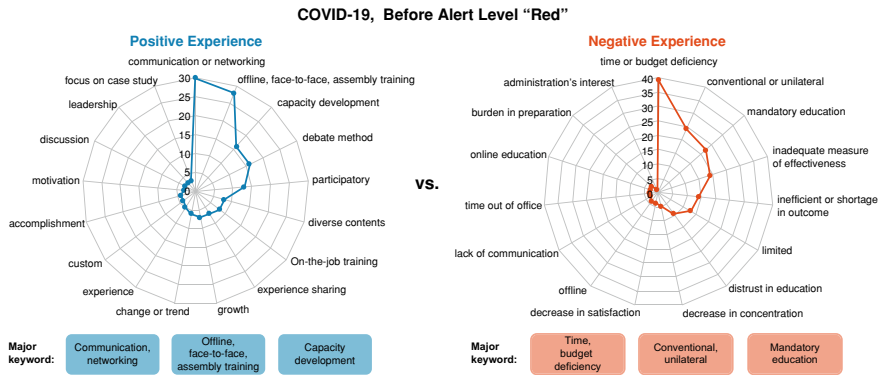 COVID-19, Before Alert Level “Red”
Positive Experience
communication or networking
offline, face-to-face, assembly training
capacity development
debate method
participatory
diverse contents
On-the-job training
experience sharing
growth
change or trend
experience
custom
accomplishment
motivation
discussion
leadership
focus on case study
30
25
20
15
10
5
0
vs.
Negative Experience
time or budget deficiency
conventional or unilateral
mandatory education
inadequate measure
of effectiveness
inefficient or shortage
in outcome
limited
distrust in education
decrease in concentration
decrease in satisfaction
offline
lack of communication
time out of office
online education
burden in preparation
administration’s interest
40
35
30
25
20
15
10
5
0
Major
keyword:
Communication,
networking
Offline,
face-to-face,
assembly training
Capacity
development
Major
keyword:
Time,
budget
deficiency
Conventional,
unilateral
Mandatory
education